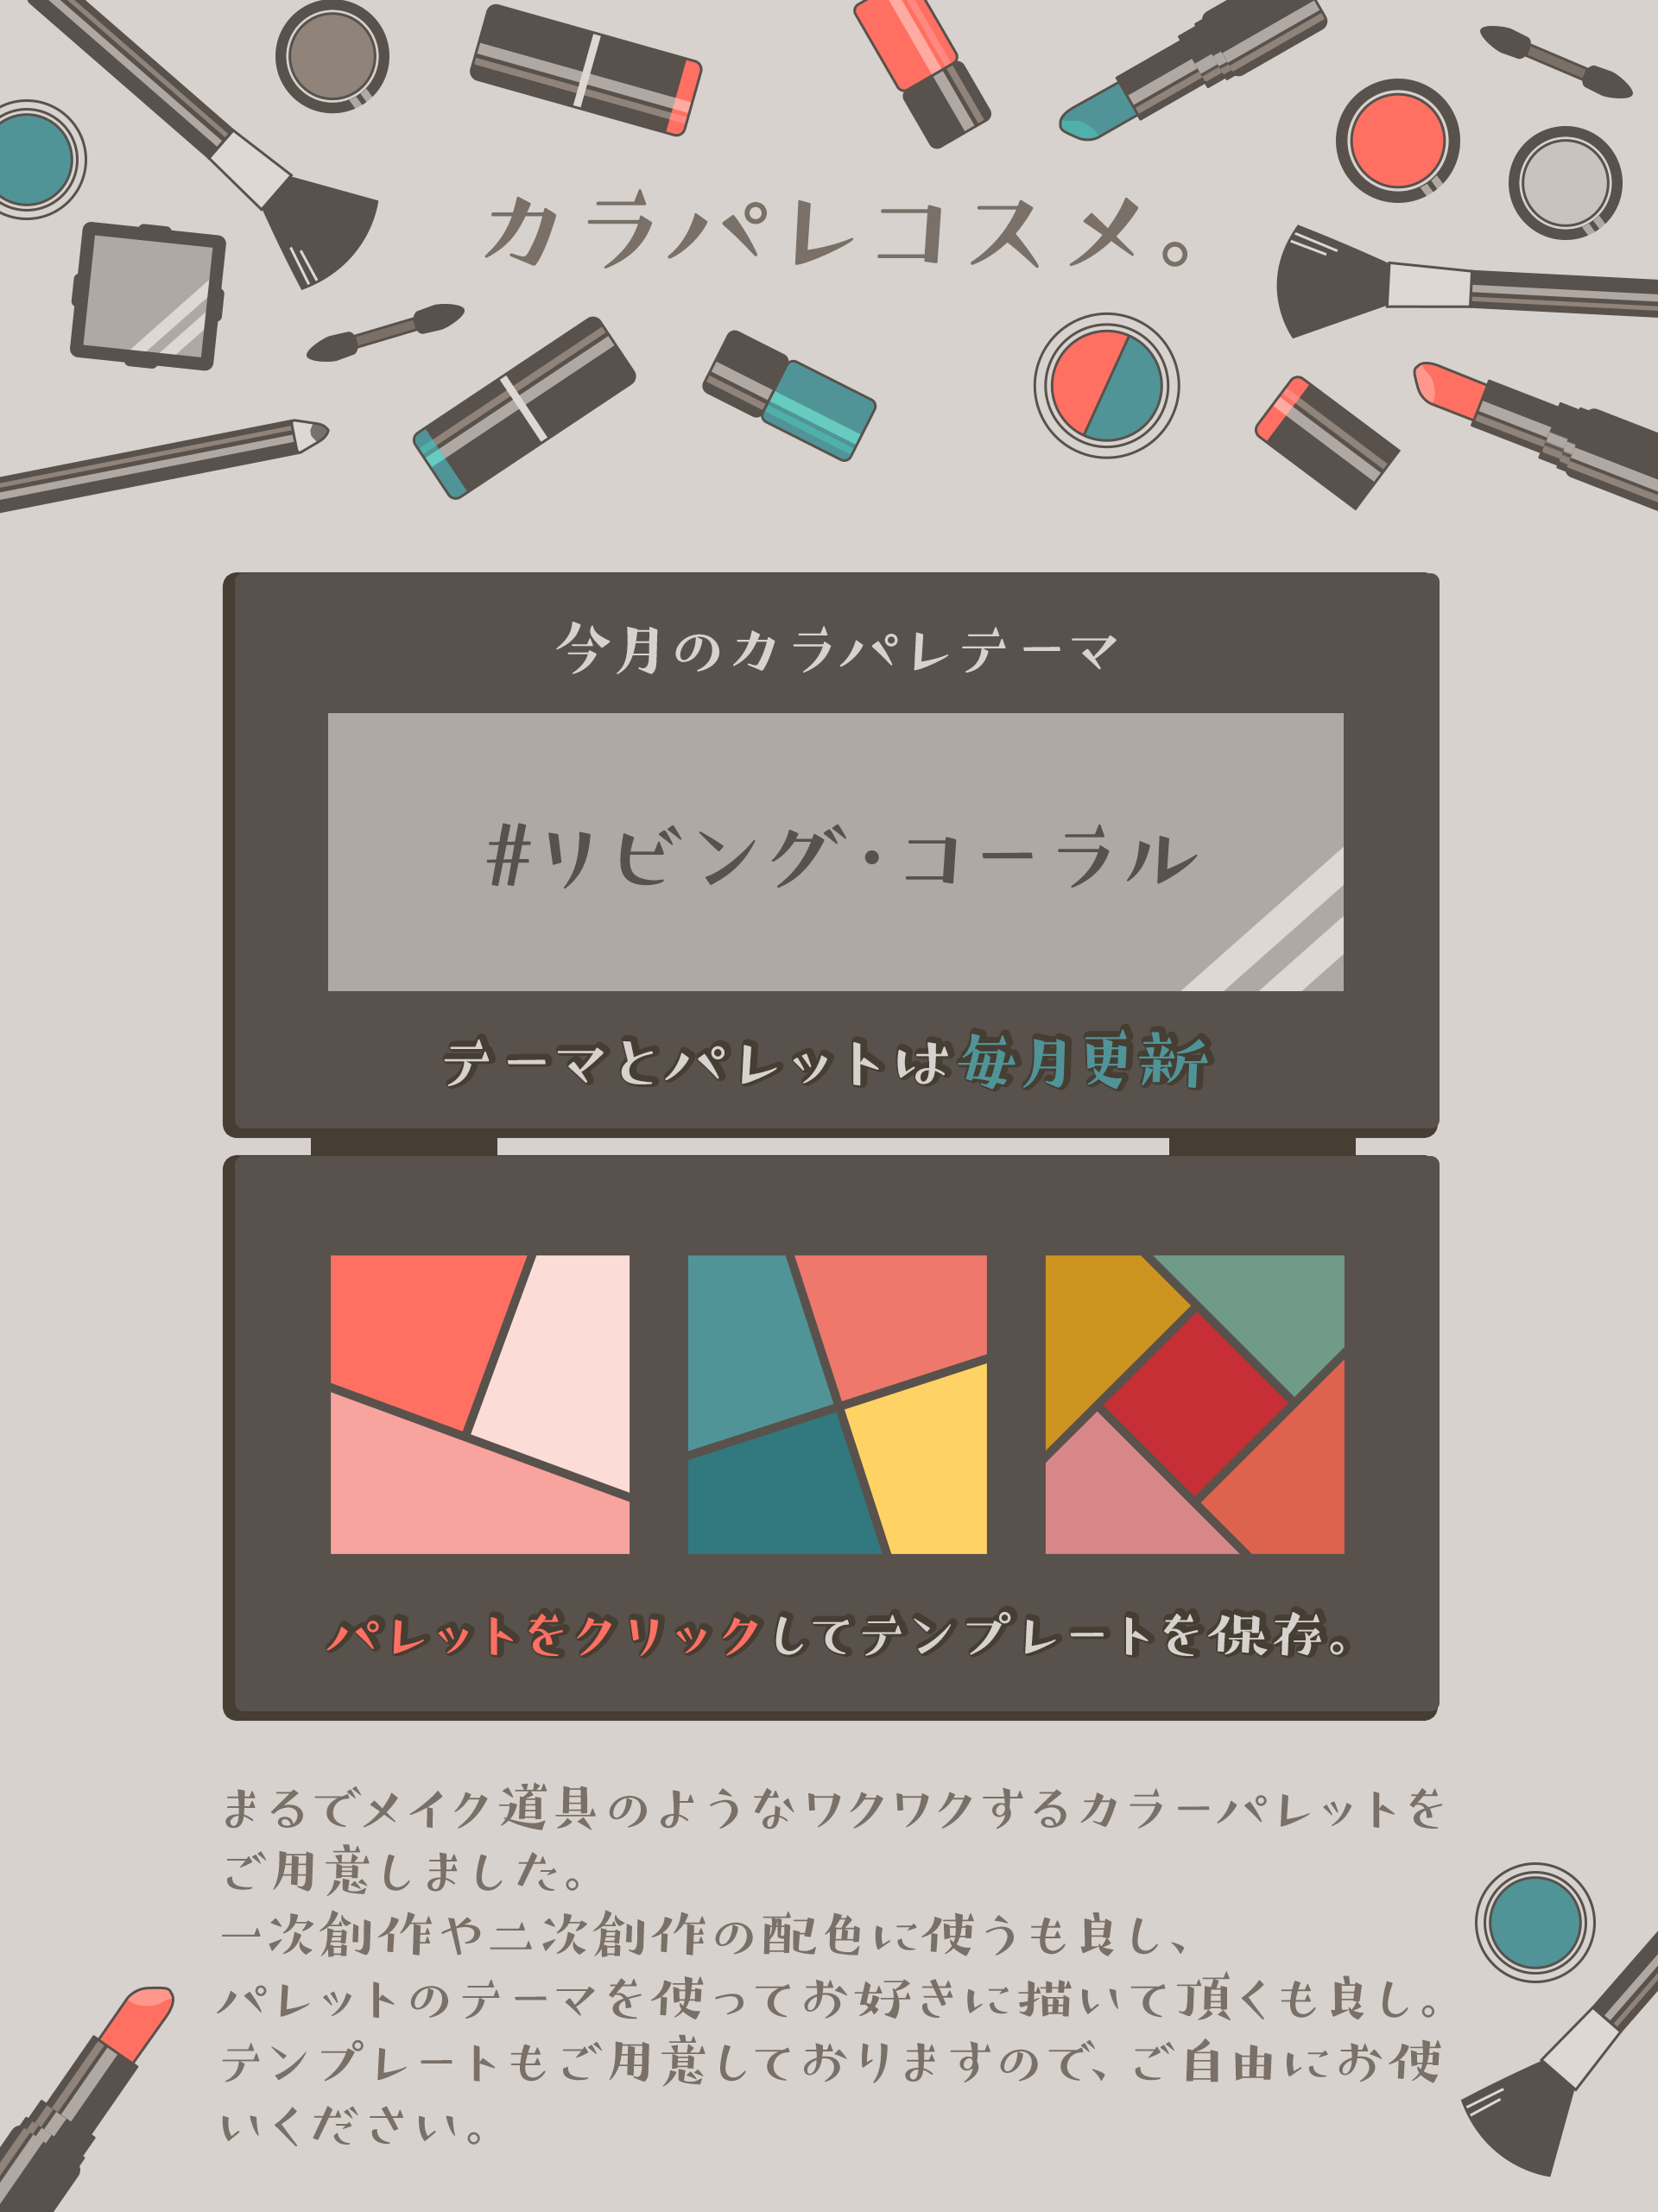 カラパレコスメ。
今月のカラパレテーマ
#リビング・コーラル
テーマとパレットは毎月更新
パレットをクリックしてテンプレートを保存。
まるでメイク道具のようなワクワクするカラーパレットを
ご用意しました。
一次創作や二次創作の配色に使うも良し、
パレットのテーマを使ってお好きに描いて頂くも良し。
テンプレートもご用意しておりますので、ご自由にお使
いください。